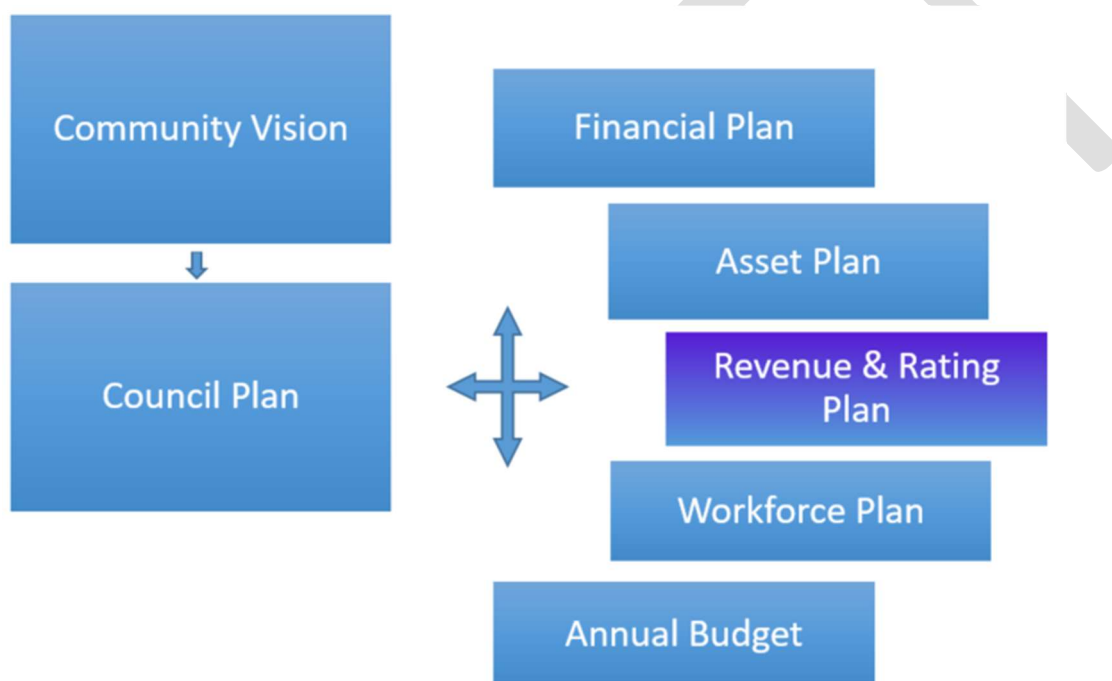 Community Vision
Council Plan
Financial Plan
Asset Plan
Revenue & Rating
Plan
Workforce Plan
Annual Budget